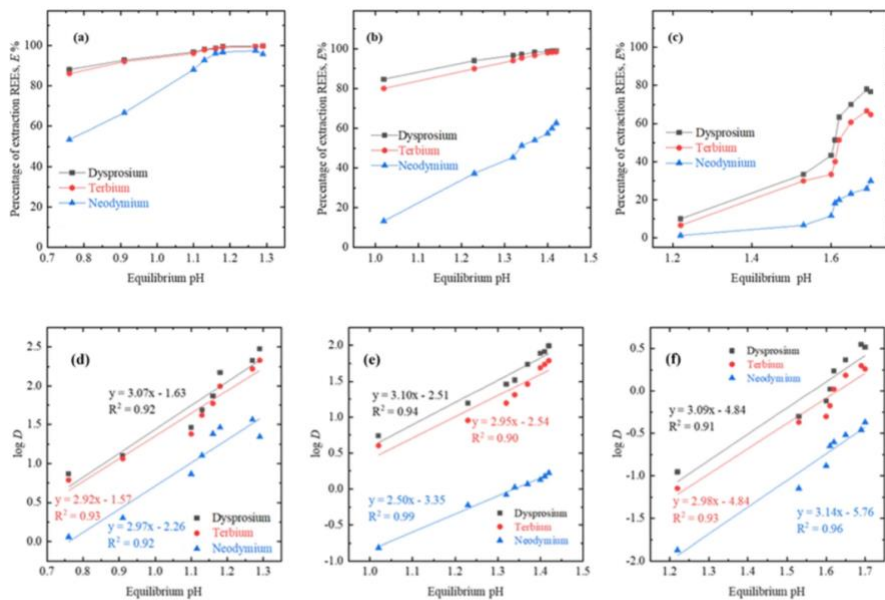 (a)
Percentage of extraction REEs, E%
100
80
60
40
20
0
Dysprosium
Terbium
Neodymium
0.7 0.8 0.9 1.0 1.1 1.2 1.3
Equilibrium pH
(b)
Percentage of extraction REEs, E%
100
80
60
40
20
0
Dysprosium
Terbium
Neodymium
1.0 1.1 1.2 1.3 1.4 1.5
Equilibrium pH
(c)
Percentage of extraction REEs, E%
100
80
60
40
20
0
Dysprosium
Terbium
Neodymium
1.2 1.4 1.6
Equilibrium pH
(d)
log D
2.5
2.0
1.5
1.0
0.5
0.0
y = 3.07x - 1.63
R² = 0.92
y = 2.92x - 1.57
R² = 0.93
y = 2.97x - 2.26
R² = 0.92
Dysprosium
Terbium
Neodymium
0.7 0.8 0.9 1.0 1.1 1.2 1.3
Equilibrium pH
(e)
log D
2.0
1.5
1.0
0.5
0.0
-0.5
-1.0
y = 3.10x - 2.51
R² = 0.94
y = 2.95x - 2.54
R² = 0.90
y = 2.50x - 3.35
R² = 0.99
Dysprosium
Terbium
Neodymium
1.0 1.1 1.2 1.3 1.4 1.5
Equilibrium pH
(f)
log D
1.0
0.5
0.0
-0.5
-1.0
-1.5
-2.0
Dysprosium
Terbium
Neodymium
y = 3.09x - 4.84
R² = 0.91
y = 2.98x - 4.84
R² = 0.93
y = 3.14x - 5.76
R² = 0.96
1.2 1.3 1.4 1.5 1.6 1.7
Equilibrium pH